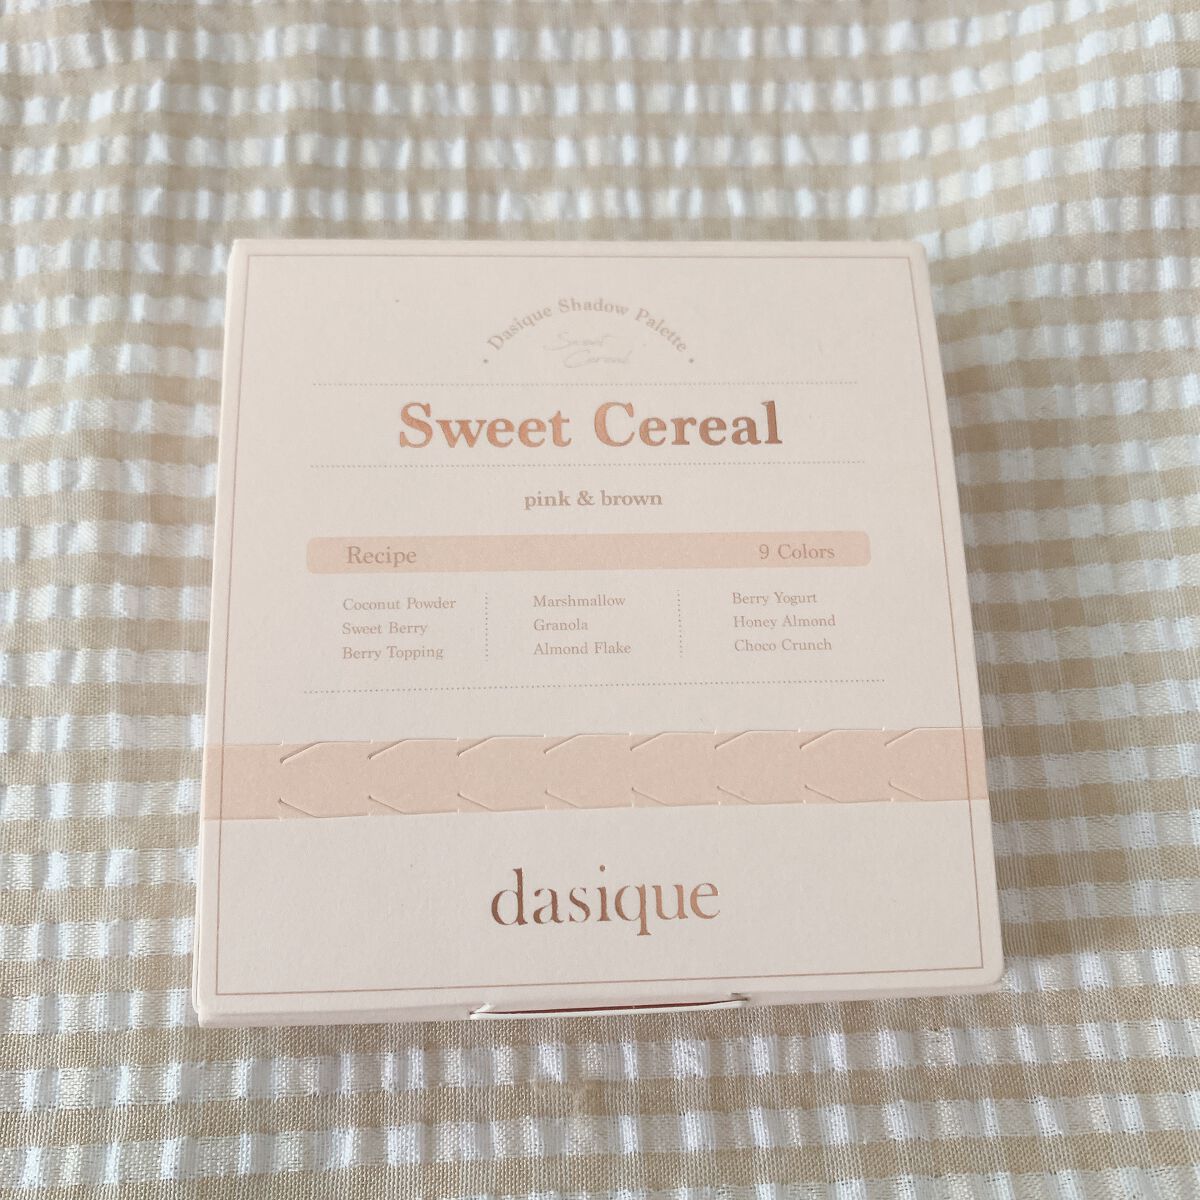 Dasique Shadow Palette
Sweet
Cereal
Sweet Cereal
pink & brown
Recipe 9 Colors
Coconut Powder
Sweet Berry
Berry Topping
Marshmallow
Granola
Almond Flake
Berry Yogurt
Honey Almond
Choco Crunch
dasique